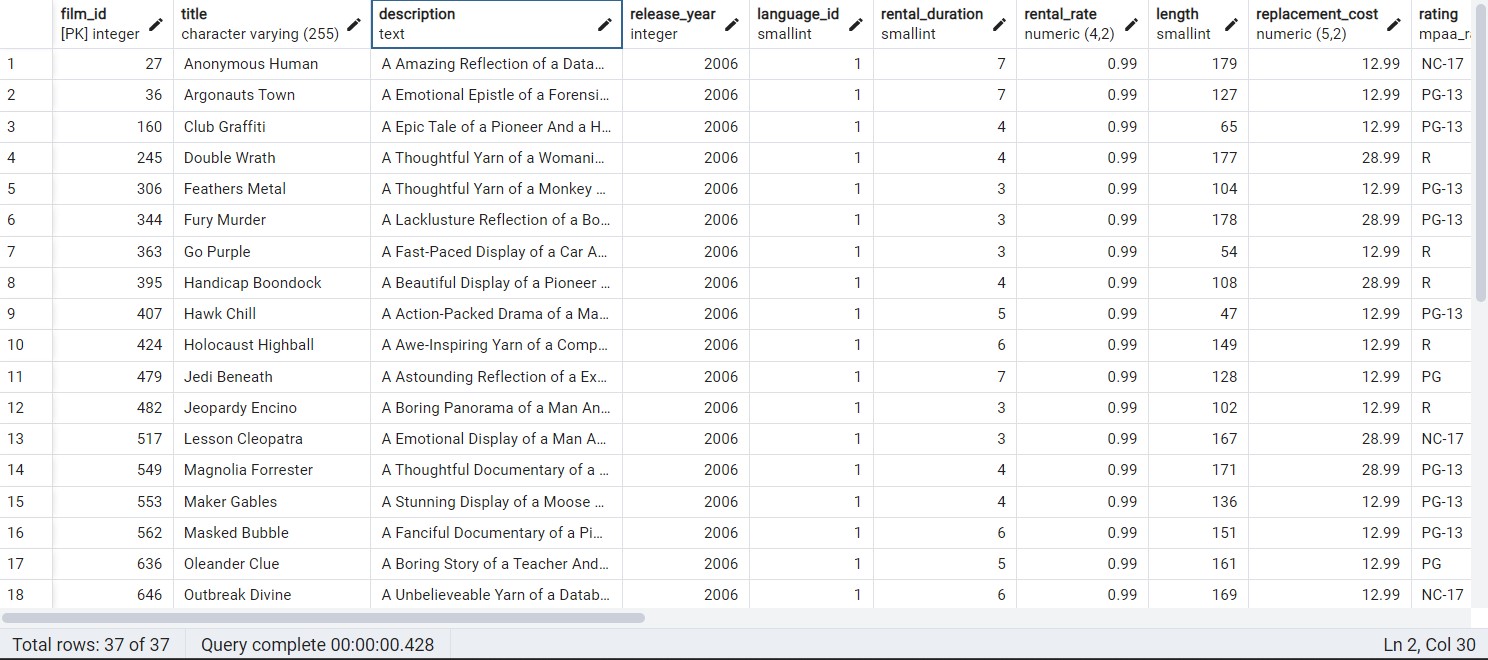 film_id title description release_year language_id rental_duration rental_rate length replacement_cost rating
[PK] integer character varying (255) text integer smallint smallint numeric (4,2) smallint numeric (5,2) mpaa_ra
1 27 Anonymous Human A Amazing Reflection of a Data... 2006 1 7 0.99 179 12.99 NC-17
2 36 Argonauts Town A Emotional Epistle of a Forensi... 2006 1 7 0.99 127 12.99 PG-13
3 160 Club Graffiti A Epic Tale of a Pioneer And a H... 2006 1 4 0.99 65 12.99 PG-13
4 245 Double Wrath A Thoughtful Yarn of a Womani... 2006 1 4 0.99 177 28.99 R
5 306 Feathers Metal A Thoughtful Yarn of a Monkey ... 2006 1 3 0.99 104 12.99 PG-13
6 344 Fury Murder A Lacklusture Reflection of a Bo... 2006 1 3 0.99 178 28.99 PG-13
7 363 Go Purple A Fast-Paced Display of a Car A... 2006 1 3 0.99 54 12.99 R
8 395 Handicap Boondock A Beautiful Display of a Pioneer ... 2006 1 4 0.99 108 28.99 R
9 407 Hawk Chill A Action-Packed Drama of a Ma... 2006 1 5 0.99 47 12.99 PG-13
10 424 Holocaust Highball A Awe-Inspiring Yarn of a Comp... 2006 1 6 0.99 149 12.99 R
11 479 Jedi Beneath A Astounding Reflection of a Ex... 2006 1 7 0.99 128 12.99 PG
12 482 Jeopardy Encino A Boring Panorama of a Man An... 2006 1 3 0.99 102 12.99 R
13 517 Lesson Cleopatra A Emotional Display of a Man A... 2006 1 3 0.99 167 28.99 NC-17
14 549 Magnolia Forrester A Thoughtful Documentary of a ... 2006 1 4 0.99 171 28.99 PG-13
15 553 Maker Gables A Stunning Display of a Moose ... 2006 1 4 0.99 136 12.99 PG-13
16 562 Masked Bubble A Fanciful Documentary of a Pi... 2006 1 6 0.99 151 12.99 PG-13
17 636 Oleander Clue A Boring Story of a Teacher And... 2006 1 5 0.99 161 12.99 PG
18 646 Outbreak Divine A Unbelieveable Yarn of a Datab... 2006 1 6 0.99 169 12.99 NC-17
Total rows: 37 of 37 Query complete 00:00:00.428 Ln 2, Col 30